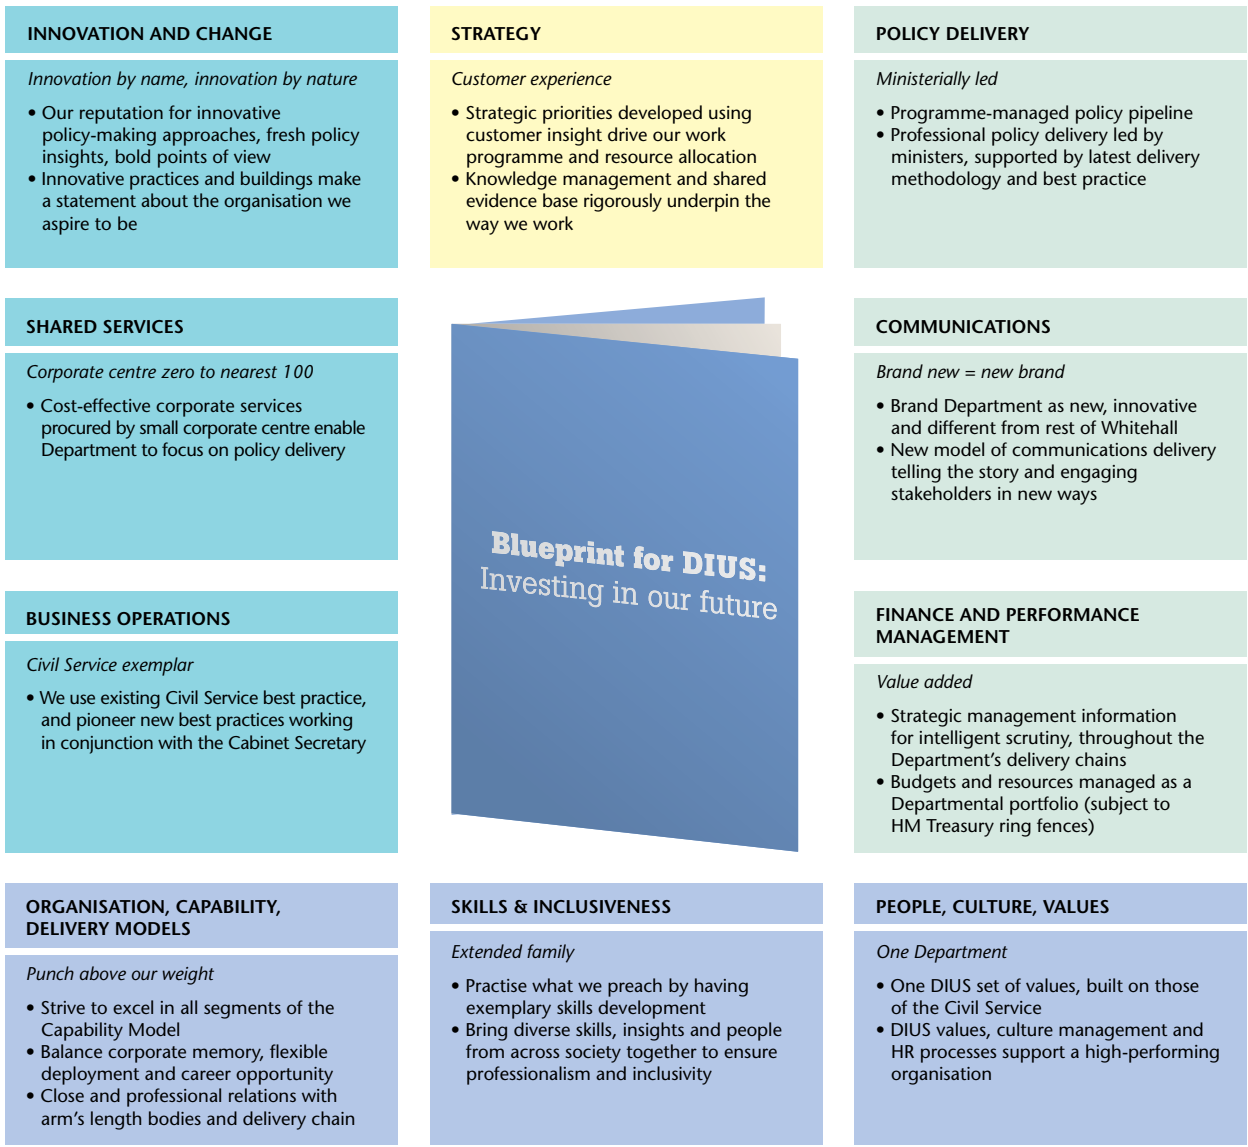 INNOVATION AND CHANGE
Innovation by name, innovation by nature
• Our reputation for innovative
policy-making approaches, fresh policy
insights, bold points of view
• Innovative practices and buildings make
a statement about the organisation we
aspire to be
STRATEGY
Customer experience
• Strategic priorities developed using
customer insight drive our work
programme and resource allocation
• Knowledge management and shared
evidence base rigorously underpin the
way we work
POLICY DELIVERY
Ministerially led
• Programme-managed policy pipeline
• Professional policy delivery led by
ministers, supported by latest delivery
methodology and best practice
SHARED SERVICES
Corporate centre zero to nearest 100
• Cost-effective corporate services
procured by small corporate centre enable
Department to focus on policy delivery
Blueprint for DIUS:
Investing in our future
COMMUNICATIONS
Brand new = new brand
• Brand Department as new, innovative
and different from rest of Whitehall
• New model of communications delivery
telling the story and engaging
stakeholders in new ways
BUSINESS OPERATIONS
Civil Service exemplar
• We use existing Civil Service best practice,
and pioneer new best practices working
in conjunction with the Cabinet Secretary
FINANCE AND PERFORMANCE
MANAGEMENT
Value added
• Strategic management information
for intelligent scrutiny, throughout the
Department's delivery chains
• Budgets and resources managed as a
Departmental portfolio (subject to
HM Treasury ring fences)
ORGANISATION, CAPABILITY,
DELIVERY MODELS
Punch above our weight
• Strive to excel in all segments of the
Capability Model
• Balance corporate memory, flexible
deployment and career opportunity
• Close and professional relations with
arm's length bodies and delivery chain
SKILLS & INCLUSIVENESS
Extended family
• Practise what we preach by having
exemplary skills development
• Bring diverse skills, insights and people
from across society together to ensure
professionalism and inclusivity
PEOPLE, CULTURE, VALUES
One Department
• One DIUS set of values, built on those
of the Civil Service
• DIUS values, culture management and
HR processes support a high-performing
organisation